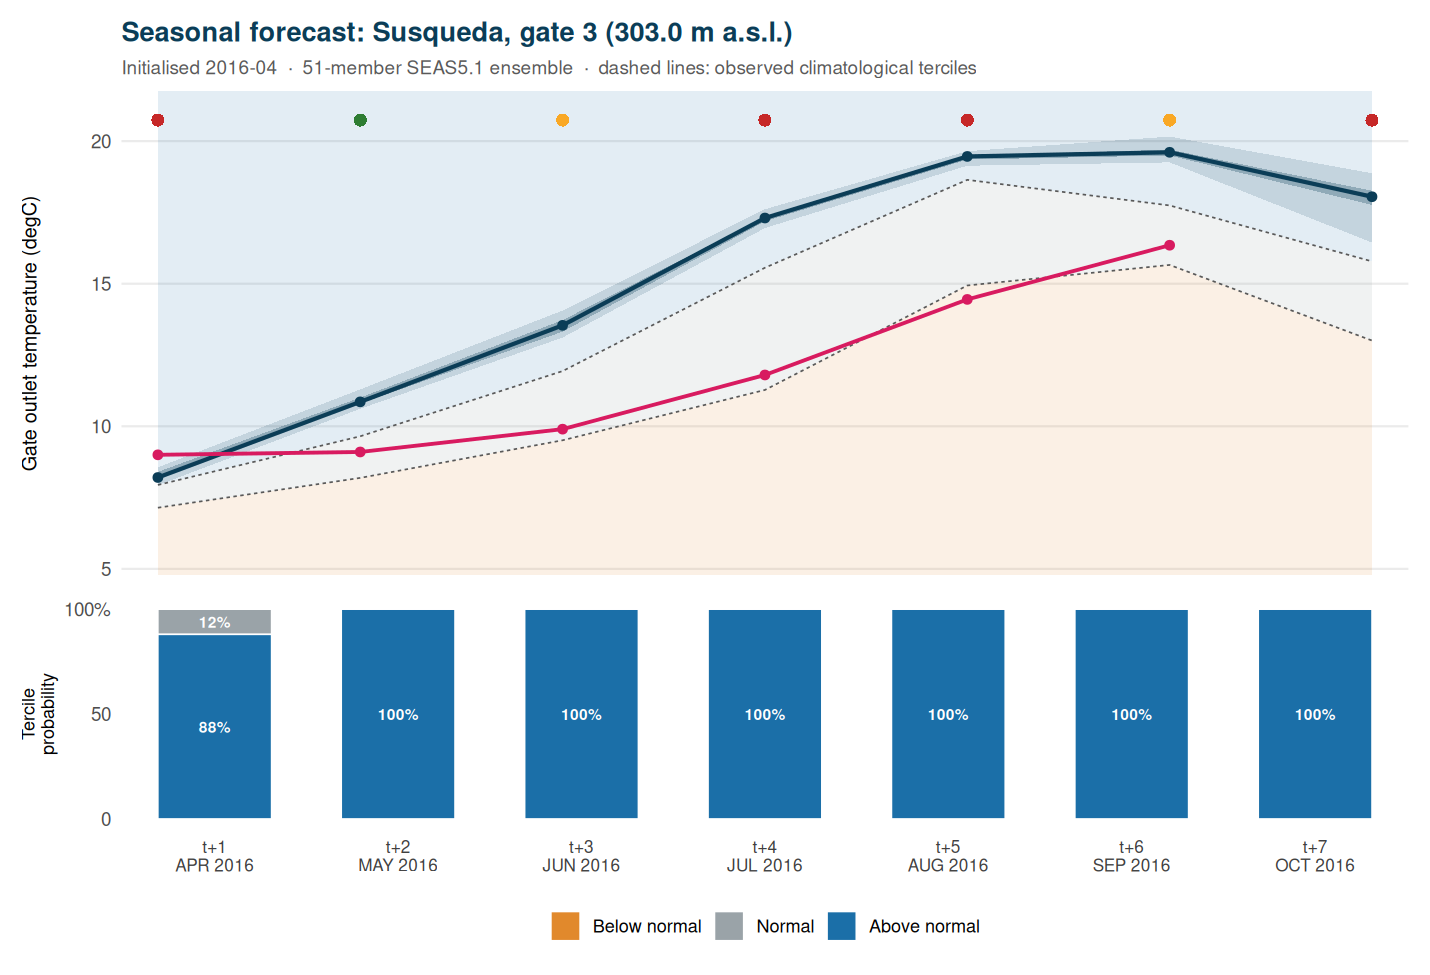 Seasonal forecast: Susqueda, gate 3 (303.0 m a.s.l.)
Initialised 2016-04 · 51-member SEAS5.1 ensemble · dashed lines: observed climatological terciles
Gate outlet temperature (degC)
20
15
10
5
Tercile
probability
100%
50
0
12%
88%
100%
100%
100%
100%
100%
100%
t+1
APR 2016
t+2
MAY 2016
t+3
JUN 2016
t+4
JUL 2016
t+5
AUG 2016
t+6
SEP 2016
t+7
OCT 2016
Below normal
Normal
Above normal